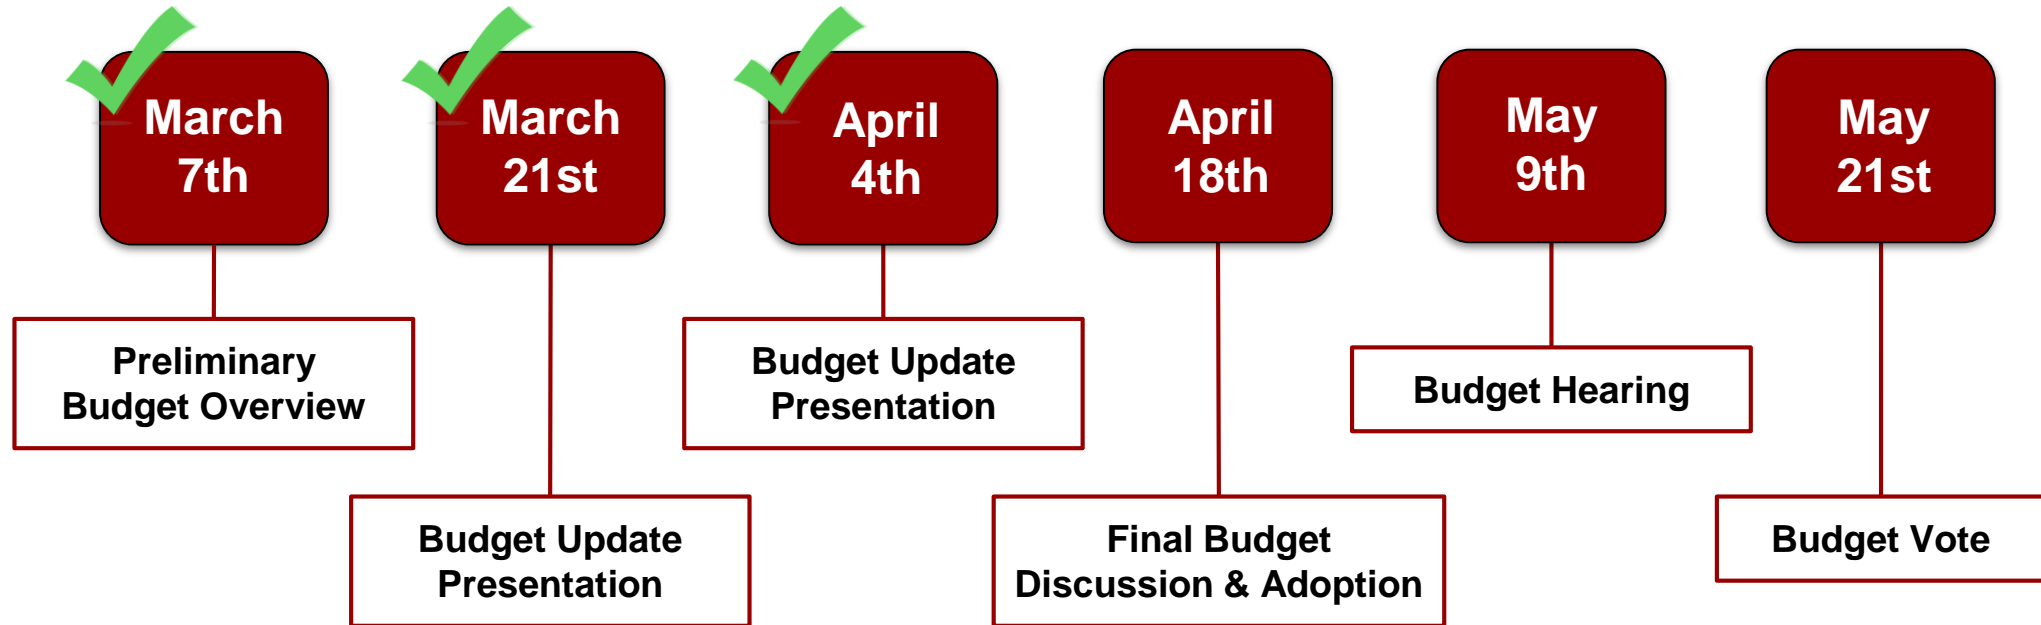 March
7th
March
21st
April
4th
April
18th
May
9th
May
21st
Preliminary
Budget Overview
Budget Update
Presentation
Budget Update
Presentation
Final Budget
Discussion & Adoption
Budget Hearing
Budget Vote